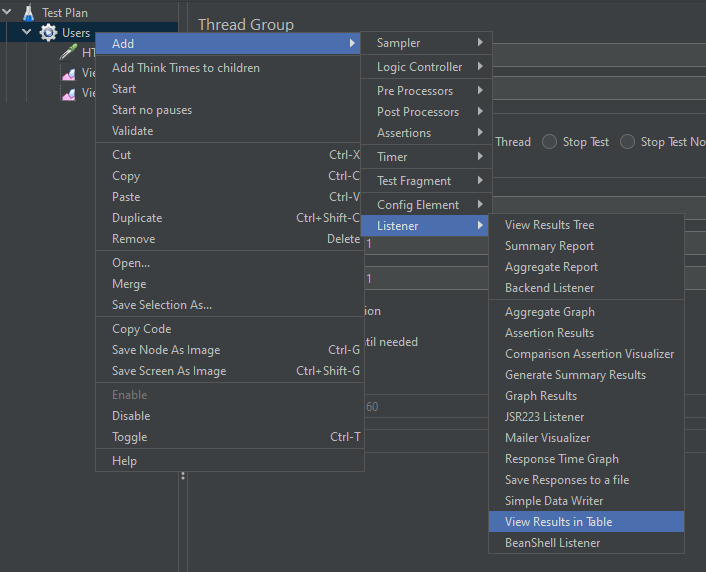 Test Plan
Thread Group
Users
Add
Sampler
HT
Add Think Times to children
Logic Controller
Vie
Start
Pre Processors
Vie
Start no pauses
Post Processors
Validate
Assertions
Thread
Stop Test
Stop Test No
Cut Ctrl-X
Timer
Copy Ctrl-C
Test Fragment
Paste Ctrl-V
Config Element
Duplicate Ctrl+Shift-C
Listener
View Results Tree
Remove Delete
1
Summary Report
Open...
Aggregate Report
Merge
1
Backend Listener
Save Selection As...
ion
Aggregate Graph
Copy Code
Assertion Results
Save Node As Image Ctrl-G
til needed
Comparison Assertion Visualizer
Save Screen As Image Ctrl+Shift-G
Generate Summary Results
Enable
Graph Results
Disable
60
JSR223 Listener
Toggle Ctrl-T
Mailer Visualizer
Help
Response Time Graph
Save Responses to a file
Simple Data Writer
View Results in Table
BeanShell Listener